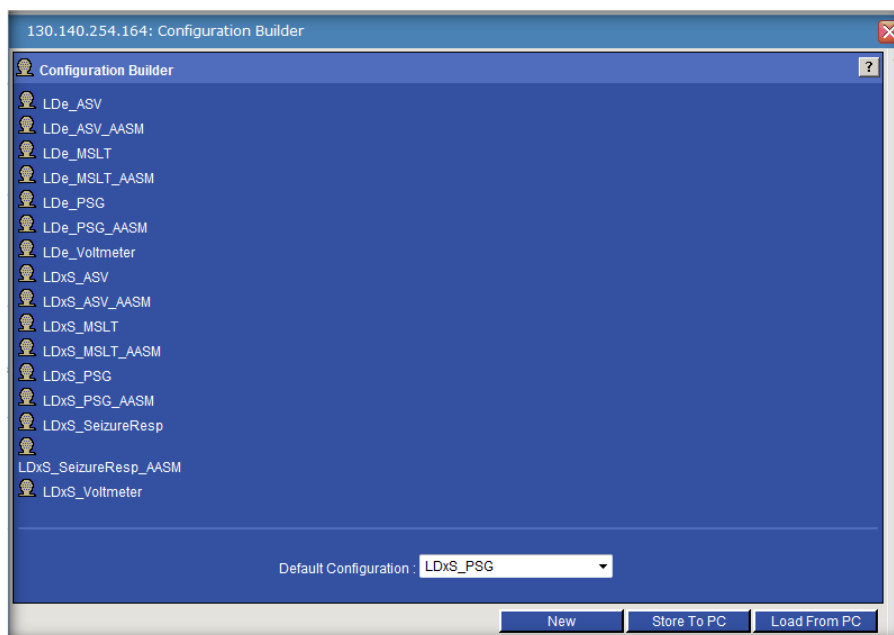 130.140.254.164: Configuration Builder
Configuration Builder
?
LDe_ASV
LDe_ASV_AASM
LDe_MSLT
LDe_MSLT_AASM
LDe_PSG
LDe_PSG_AASM
LDe_Voltmeter
LDxS_ASV
LDxS_ASV_AASM
LDxS_MSLT
LDxS_MSLT_AASM
LDxS_PSG
LDxS_PSG_AASM
LDxS_SeizureResp
LDxS_SeizureResp_AASM
LDxS_Voltmeter
Default Configuration : LDxS_PSG
New Store To PC Load From PC